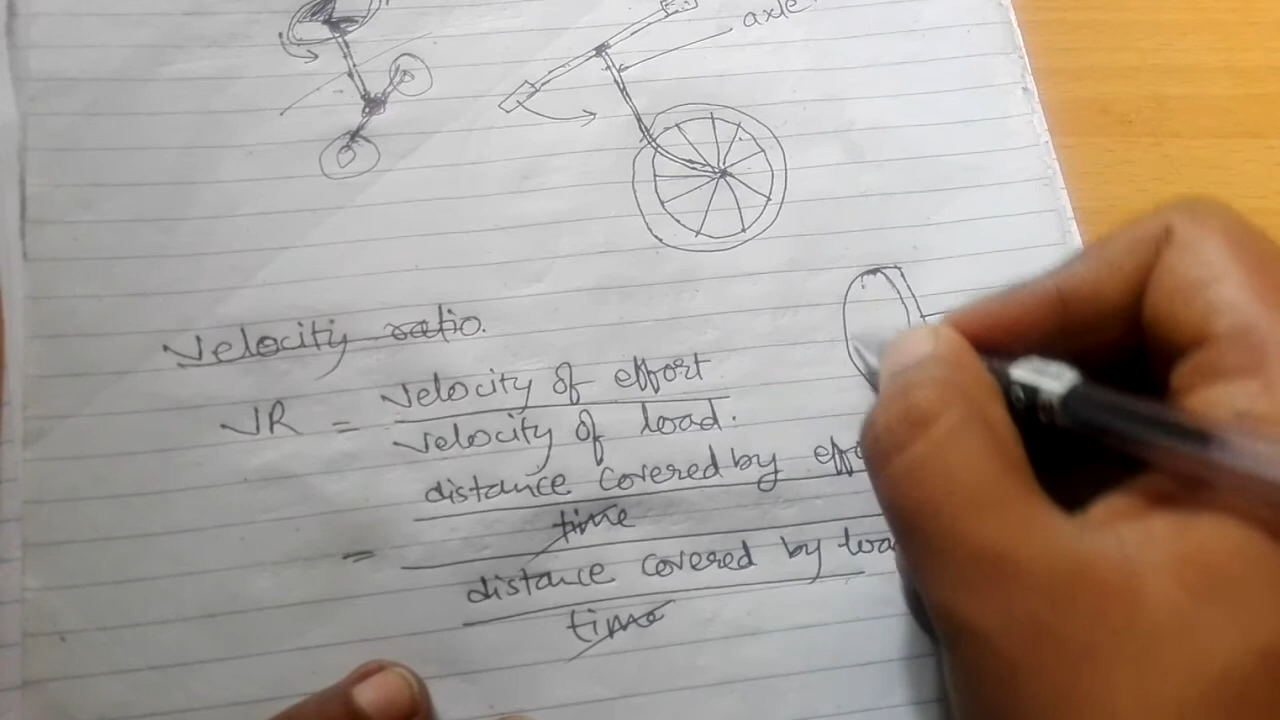 axle
Velocity ratio.
VR = velocity of effort
velocity of load.
distance covered by
time
=
distance covered by
time